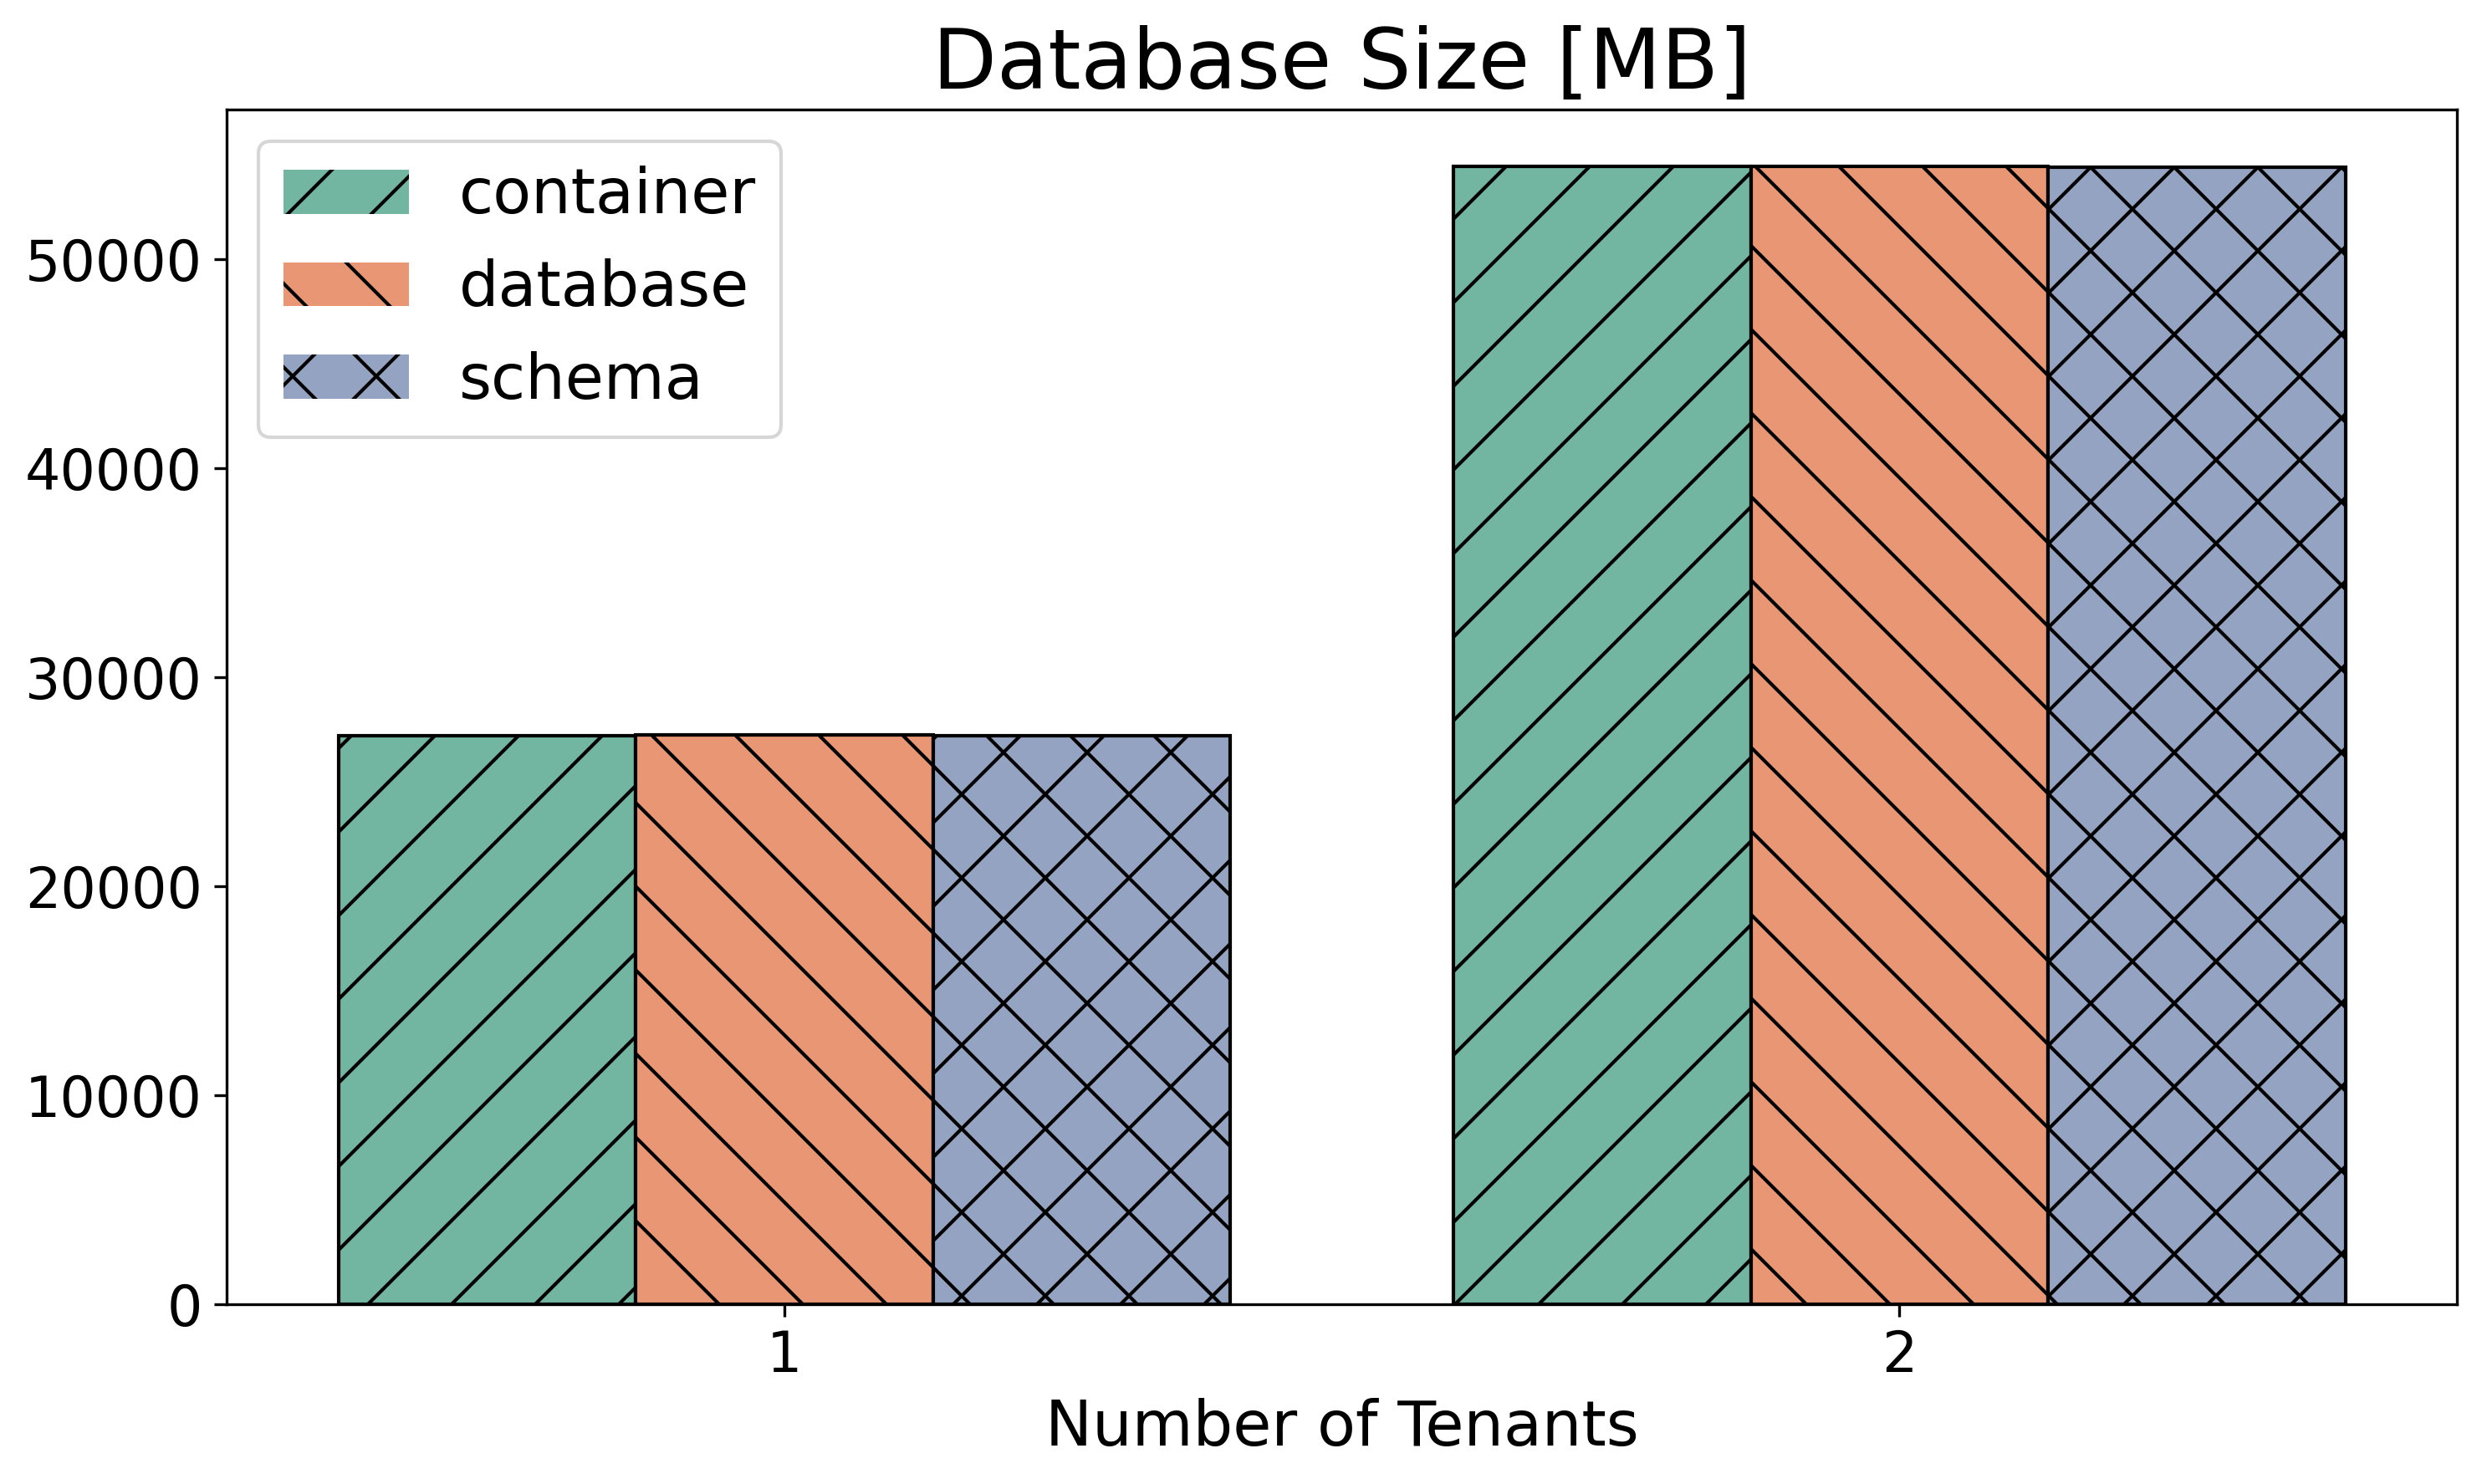 Database Size [MB]
container
database
schema
50000
40000
30000
20000
10000
0
1
2
Number of Tenants